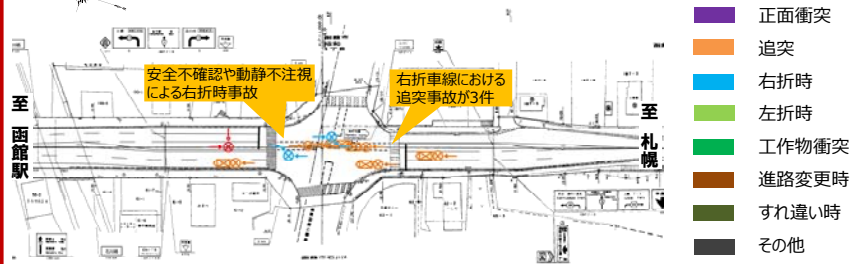 安全不確認や動静不注視
による右折時事故
右折車線における
追突事故が3件
至 函館駅
至 札幌
正面衝突
追突
右折時
左折時
工作物衝突
進路変更時
すれ違い時
その他